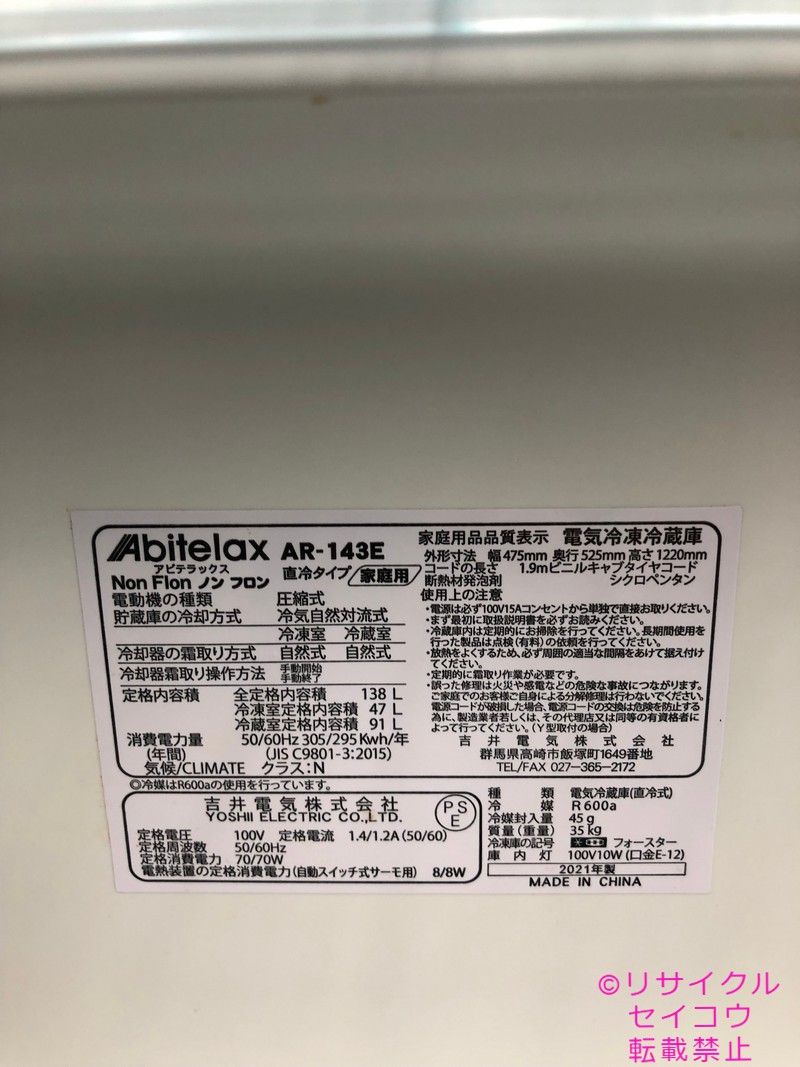 Abitelax AR-143E
アビテラックス
Non Flon ノン フロン 直冷タイプ/家庭用
電動機の種類 圧縮式
貯蔵庫の冷却方式 冷気自然対流式
冷凍室 冷蔵室
冷却器の霜取り方式 自然式 自然式
冷却器霜取り操作方法 手動開始
手動終了
定格内容積 全定格内容積 138 L
冷凍室定格内容積 47 L
冷蔵室定格内容積 91 L
消費電力量 50/60Hz 305/295 Kwh/年
(年間) (JIS C9801-3:2015)
気候/CLIMATE クラス:N
家庭用品品質表示 電気冷凍冷蔵庫
外形寸法 幅475mm 奥行525mm 高さ1220mm
コードの長さ 1.9mビニルキャブタイヤコード
断熱材発泡剤 シクロペンタン
使用上の注意
・電源は必ず100V15Aコンセントから単独で直接お取りください。
・まず最初に取扱説明書を必ずお読みください。
・冷蔵庫内は定期的にお掃除を行ってください。長期間使用を
行った製品は点検(有料)の依頼を行ってください。
・放熱をよくするため、必ず周囲の適当な間隔をあけて据え付け
てください。
・定期的に霜取り作業が必要です。
・誤った修理は火災や感電などの危険な事故につながります。
ご家庭でのお客様ご自身による分解修理は行わないでください。
電源コードが破損した場合、電源コードの交換は危険を防止する
為に、製造業者若しくは、その代理店又は同等の有資格者に
よって行ってください。(Y型取付の場合)
吉井電気株式会社
群馬県高崎市飯塚町1649番地
TEL/FAX 027-365-2172
◎冷媒はR600aの使用を行っています。
吉井電気株式会社
YOSHII ELECTRIC CO.,LTD.
PS
E
定格電圧 100V 定格電流 1.4/1.2A (50/60)
定格周波数 50/60Hz
定格消費電力 70/70W
電熱装置の定格消費電力(自動スイッチ式サーモ用) 8/8W
種類 電気冷蔵庫(直冷式)
冷媒 R 600a
冷媒封入量 45 g
質量(重量) 35 kg
冷凍庫の記号 フォースター
庫内灯 100V10W (口金E-12)
2021年製
MADE IN CHINA
©リサイクル
セイコウ
転載禁止